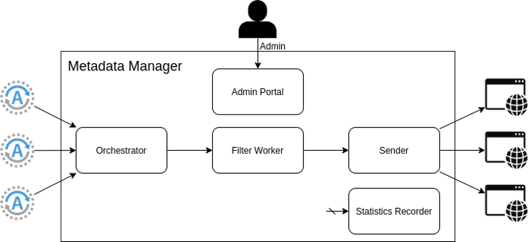 Admin
Metadata Manager
Admin Portal
A
A
A
Orchestrator
Filter Worker
Sender
Statistics Recorder